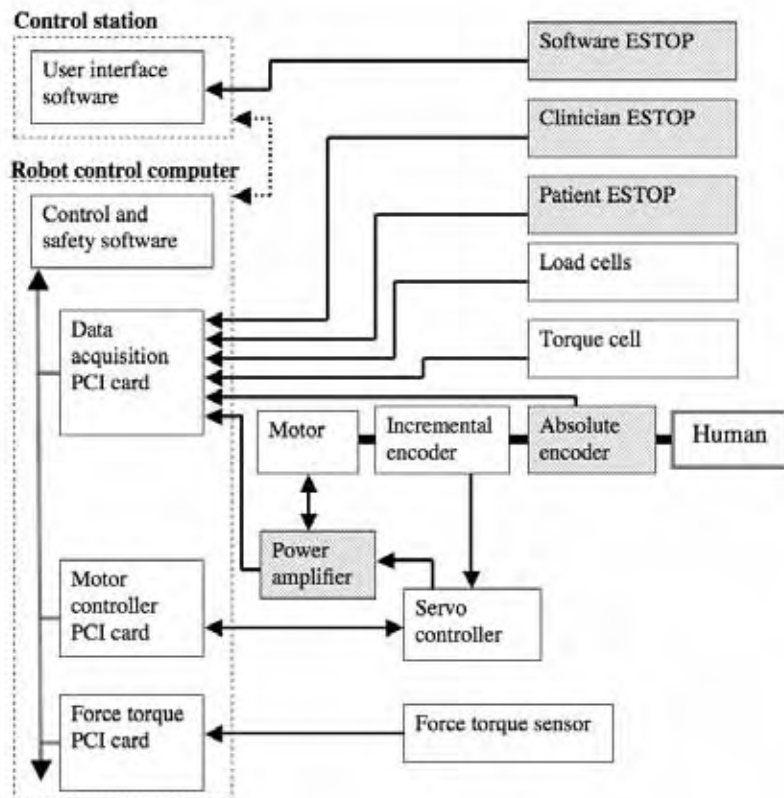 Control station
User interface
software
Software ESTOP
Clinician ESTOP
Patient ESTOP
Load cells
Torque cell
Robot control computer
Control and
safety software
Data
acquisition
PCI card
Motor
Incremental
encoder
Absolute
encoder
Human
Power
amplifier
Motor
controller
PCI card
Servo
controller
Force torque
PCI card
Force torque sensor